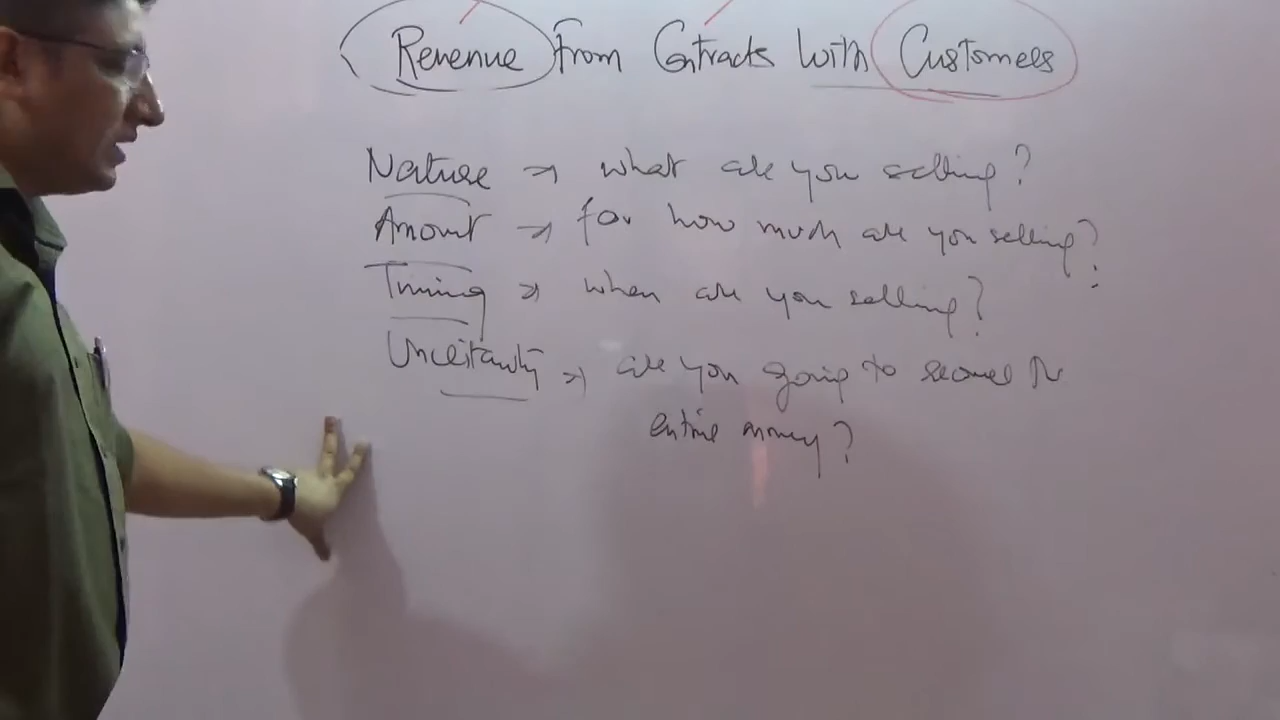 Revenue From Contracts with Customers
Nature → what are you selling?
Amount → for how much are you selling?
Timing → when are you selling?
Uncertainty → are you going to the
entire money?